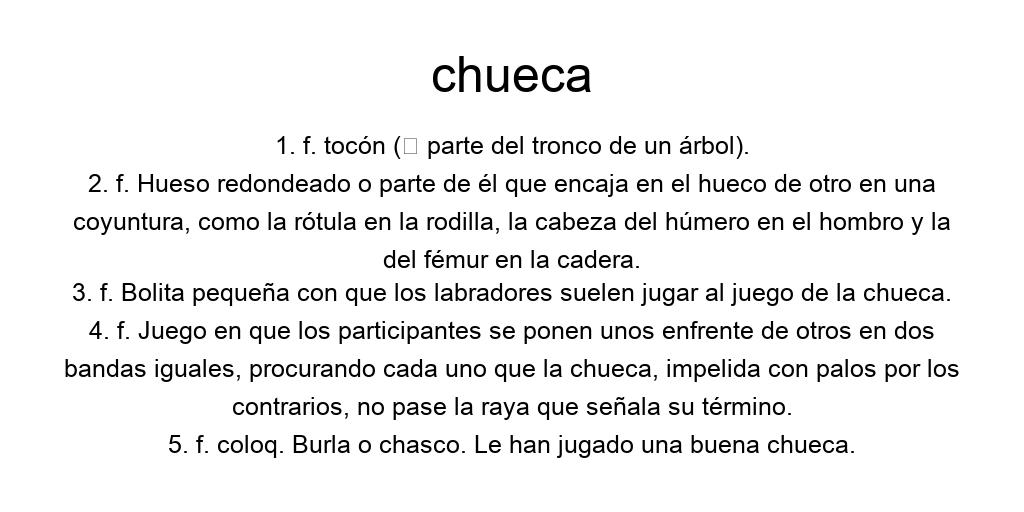 chueca
1. f. tocón (□ parte del tronco de un árbol).
2. f. Hueso redondeado o parte de él que encaja en el hueco de otro en una
coyuntura, como la rótula en la rodilla, la cabeza del húmero en el hombro y la
del fémur en la cadera.
3. f. Bolita pequeña con que los labradores suelen jugar al juego de la chueca.
4. f. Juego en que los participantes se ponen unos enfrente de otros en dos
bandas iguales, procurando cada uno que la chueca, impelida con palos por los
contrarios, no pase la raya que señala su término.
5. f. coloq. Burla o chasco. Le han jugado una buena chueca.